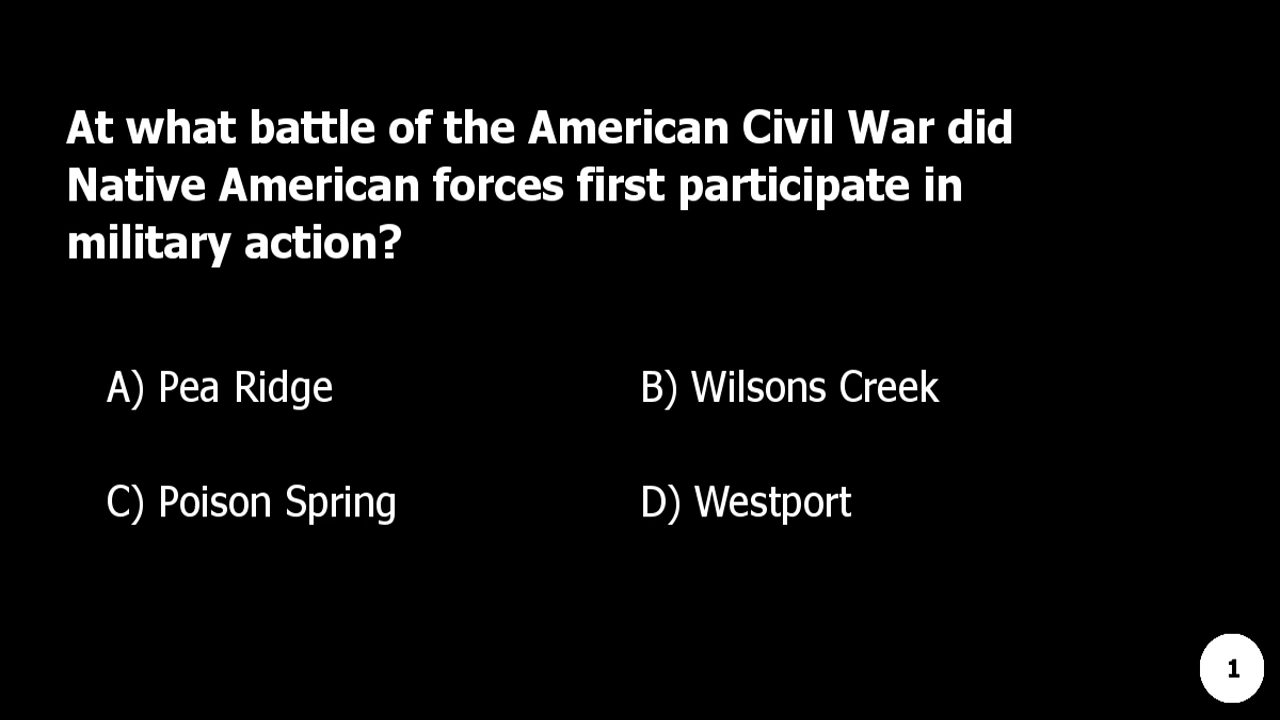 At what battle of the American Civil War did
Native American forces first participate in
military action?
A) Pea Ridge
B) Wilsons Creek
C) Poison Spring
D) Westport
1